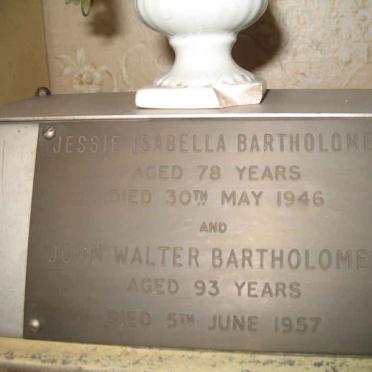 JESSIE ISABELLA BARTHOLOME
AGED 78 YEARS
DIED 30TH MAY 1946
AND
JOHN WALTER BARTHOLOME
AGED 93 YEARS
DIED 5TH JUNE 1957